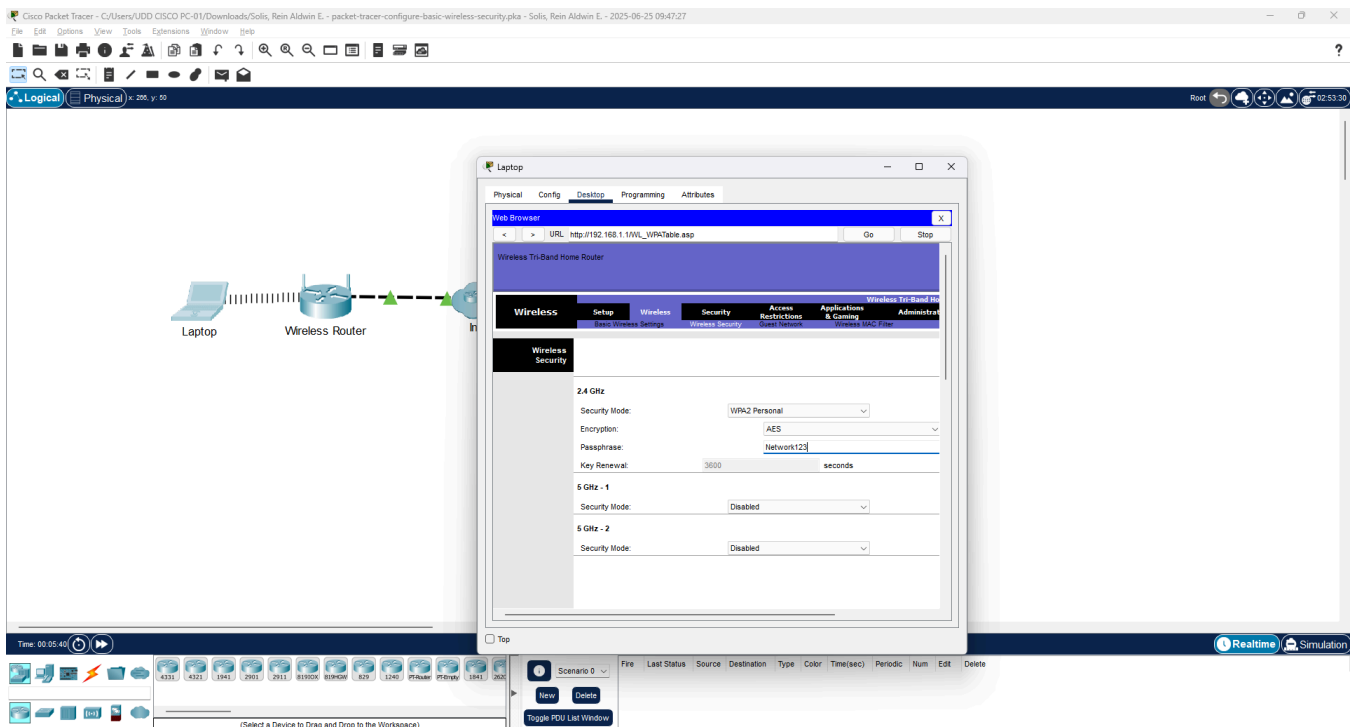 Cisco Packet Tracer - C:/Users/UDD CISCO PC-01/Downloads/Solis, Rein Aldwin E. - packet-tracer-configure-basic-wireless-security.pka - Solis, Rein Aldwin E. - 2025-06-25 09:47:27
File Edit Options View Tools Extensions Window Help
?
Logical Physical x: 266, y: 50 Root 02:53:30
Laptop
Physical Config Desktop Programming Attributes
Web Browser X
< > URL http://192.168.1.1/WL_WPATable.asp Go Stop
Wireless Tri-Band Home Router
Wireless Tri-Band Ho
Wireless Setup Wireless Security Access Restrictions Applications & Gaming Administrat
Basic Wireless Settings Wireless Security Guest Network Wireless MAC Filter
Wireless Security
2.4 GHz
Security Mode: WPA2 Personal
Encryption: AES
Passphrase: Network123
Key Renewal: 3600 seconds
5 GHz - 1
Security Mode: Disabled
5 GHz - 2
Security Mode: Disabled
Top
Laptop
Wireless Router
In
Time: 00:05:40 Realtime Simulation
4331 4321 1941 2901 2911 819IOX 819HGW 829 1240 PT-Router PT-Empty 1841 262
(Select a Device to Drag and Drop to the Workspace)
Scenario 0
New Delete
Toggle PDU List Window
Fire Last Status Source Destination Type Color Time(sec) Periodic Num Edit Delete